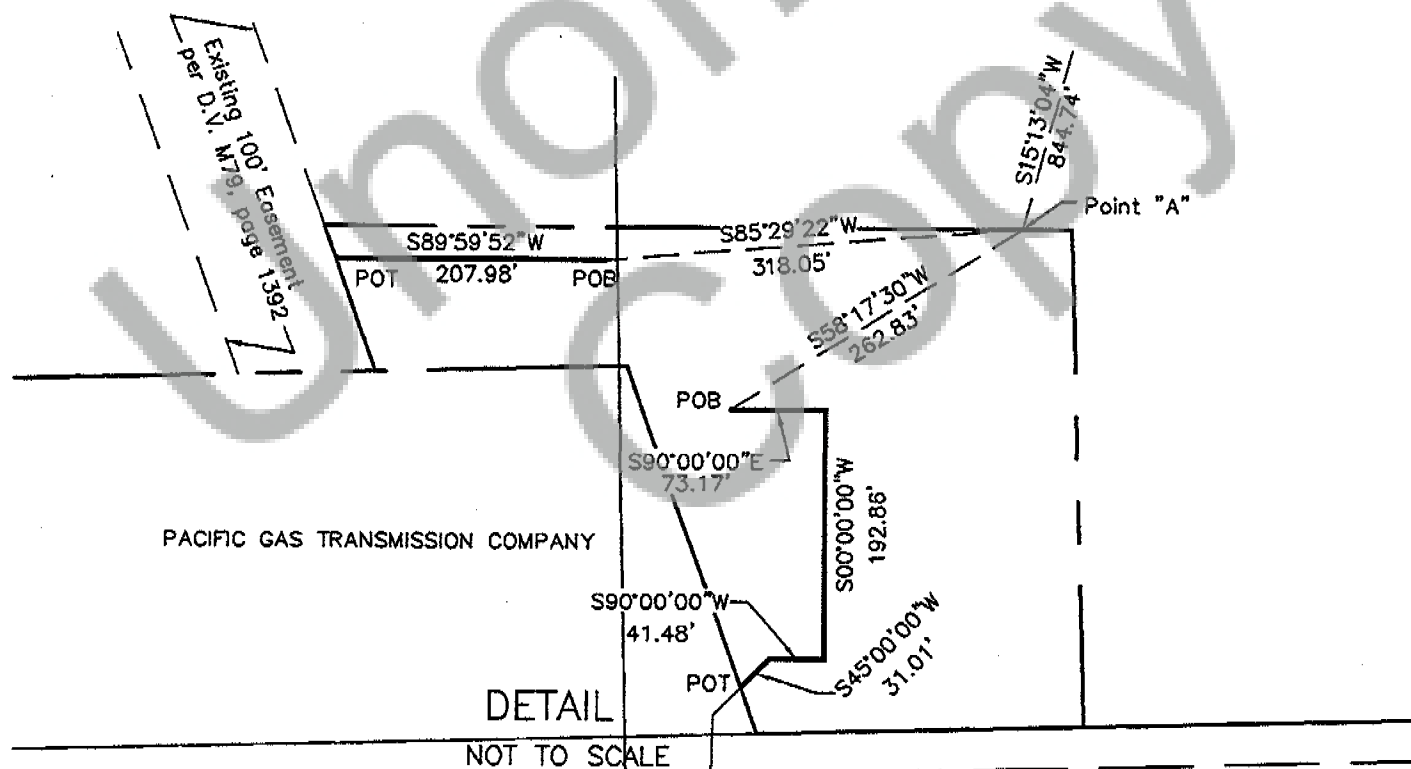 Existing 100' Easement
per D.V. M79, page 1392
S15°13'04"W
844.74'
Point "A"
S89°59'52"W
207.98'
POT
POB
S85°29'22"W
318.05'
S58°17'30"W
262.83'
POB
S90°00'00"E
73.17'
S00°00'00"W
192.86'
PACIFIC GAS TRANSMISSION COMPANY
S90°00'00"W
41.48'
S45°00'00"W
31.01'
POT
DETAIL
NOT TO SCALE
Copy